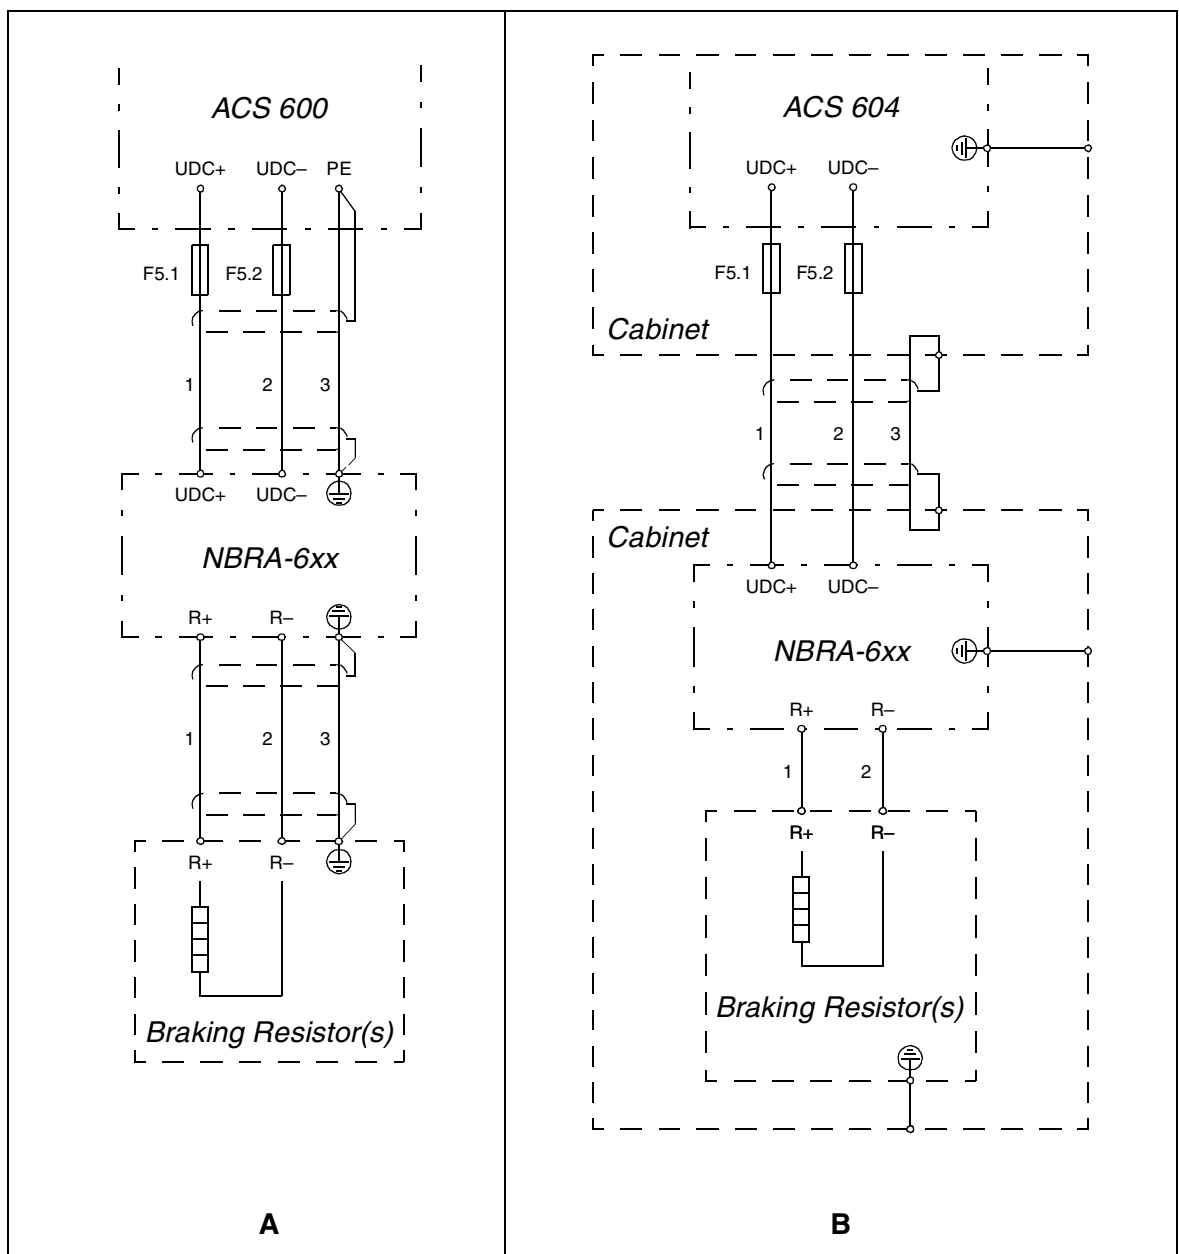 ACS 600
UDC+ UDC– PE
F5.1 F5.2
1 2 3
UDC+ UDC–
NBRA-6xx
R+ R–
1 2 3
R+ R–
Braking Resistor(s)
A
ACS 604
UDC+ UDC–
F5.1 F5.2
Cabinet
1 2 3
Cabinet
UDC+ UDC–
NBRA-6xx
R+ R–
1 2
R+ R–
Braking Resistor(s)
B